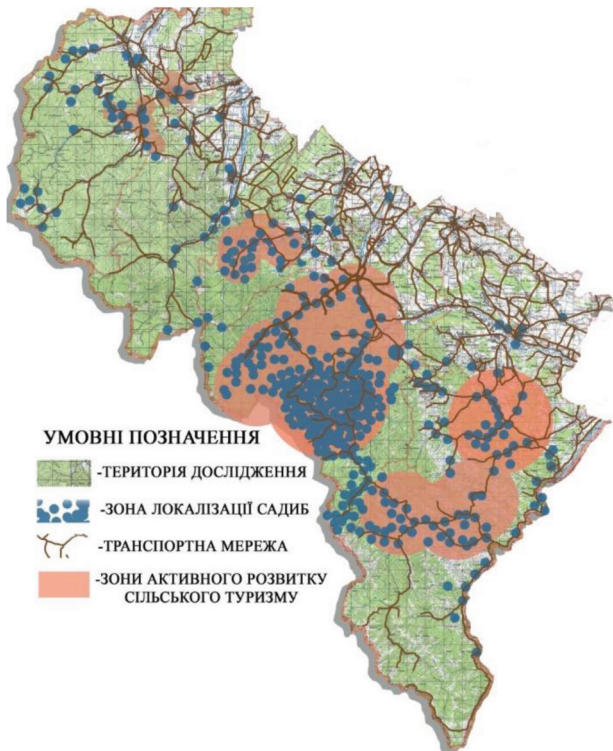 УМОВНІ ПОЗНАЧЕННЯ
-ТЕРИТОРІЯ ДОСЛІДЖЕННЯ
-ЗОНА ЛОКАЛІЗАЦІЇ САДИБ
-ТРАНСПОРТНА МЕРЕЖА
-ЗОНИ АКТИВНОГО РОЗВИТКУ
СІЛЬСЬКОГО ТУРИЗМУ